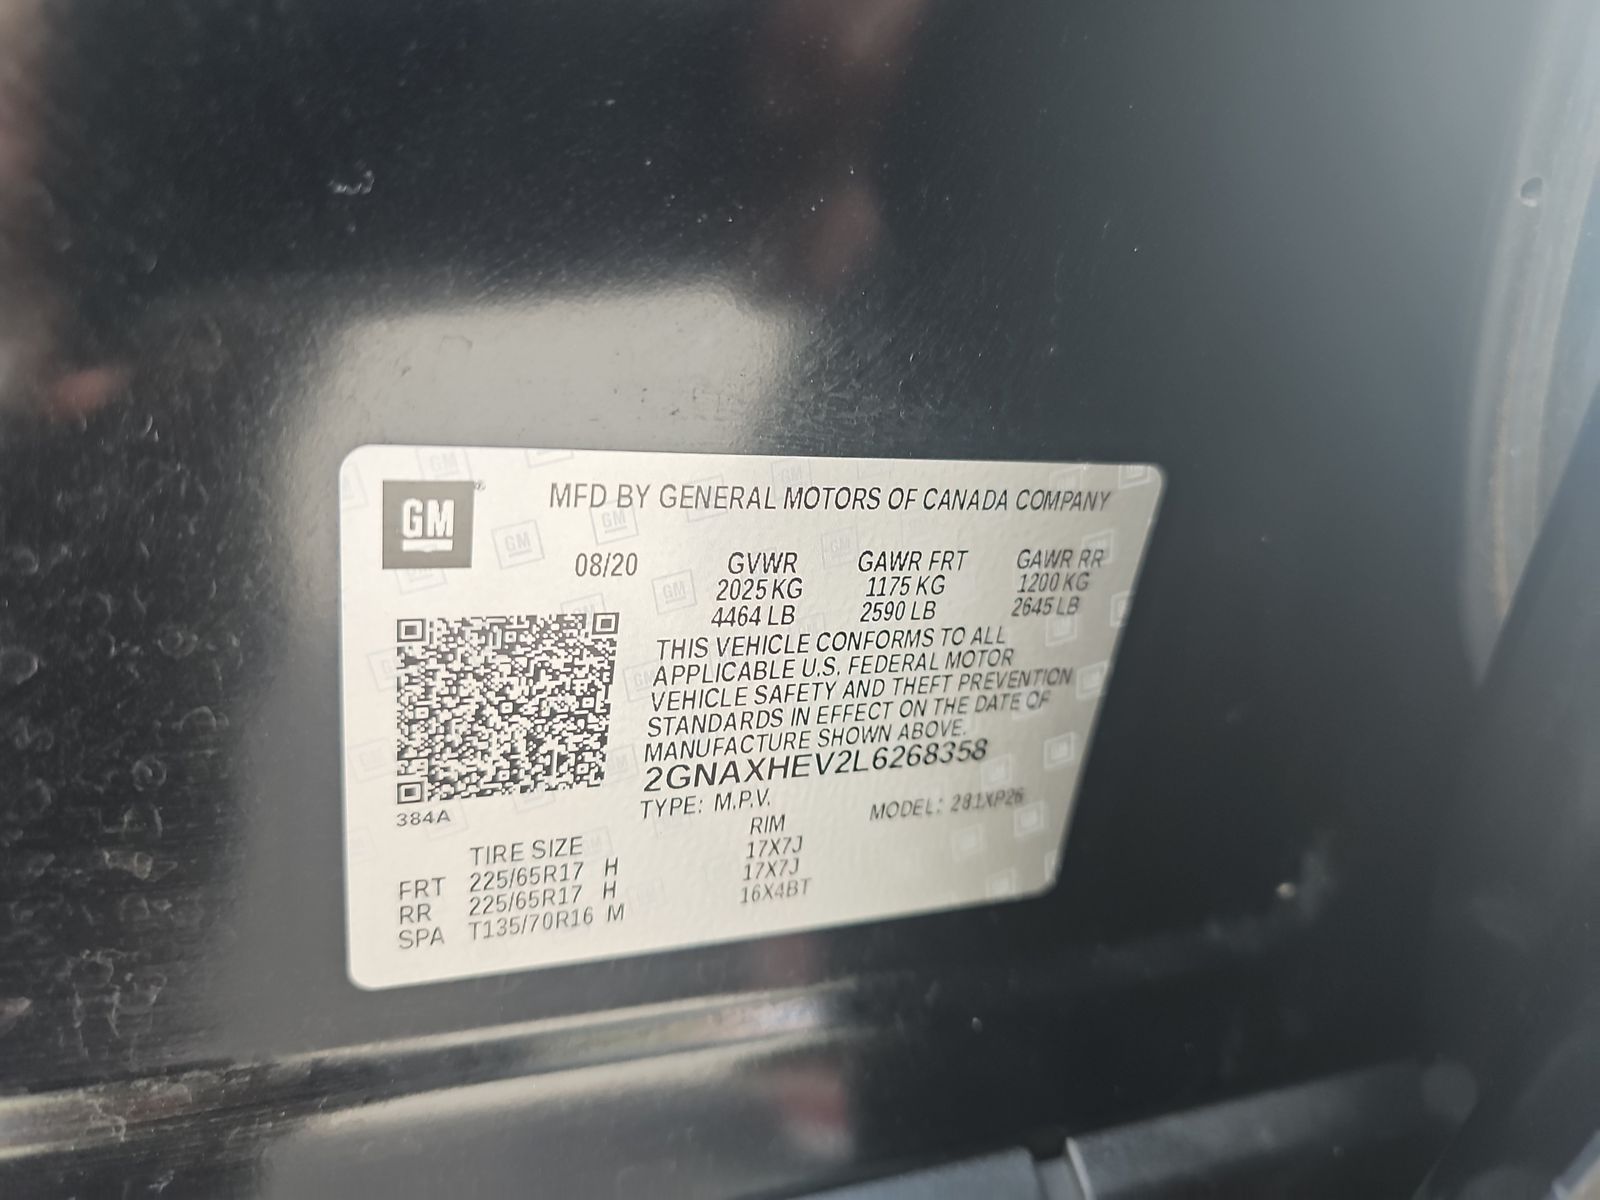 GM
MFD BY GENERAL MOTORS OF CANADA COMPANY
08/20 GVWR GAWR FRT GAWR RR
2025 KG 1175 KG 1200 KG
4464 LB 2590 LB 2645 LB
THIS VEHICLE CONFORMS TO ALL
APPLICABLE U.S. FEDERAL MOTOR
VEHICLE SAFETY AND THEFT PREVENTION
STANDARDS IN EFFECT ON THE DATE OF
MANUFACTURE SHOWN ABOVE.
2GNAXHEV2L6268358
TYPE: M.P.V. MODEL: 281XP26
384A
TIRE SIZE RIM
FRT 225/65R17 H 17X7J
RR 225/65R17 H 17X7J
SPA T135/70R16 M 16X4BT